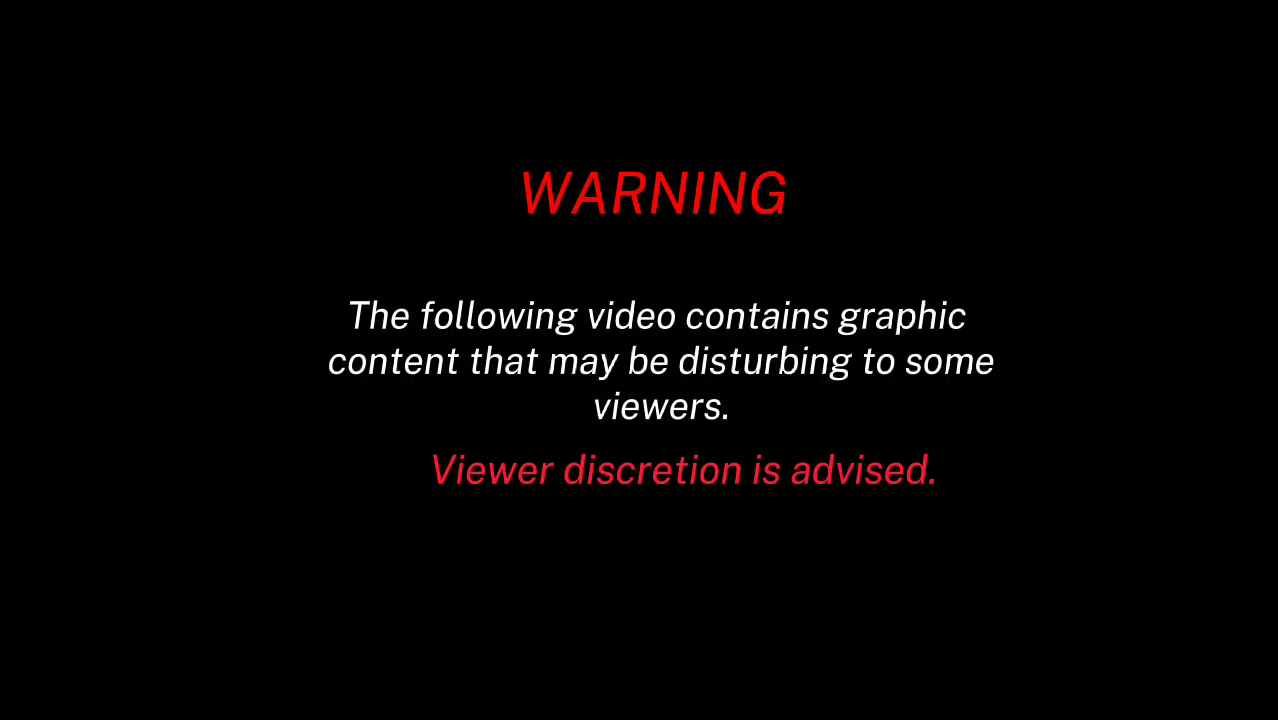 WARNING
The following video contains graphic
content that may be disturbing to some
viewers.
Viewer discretion is advised.